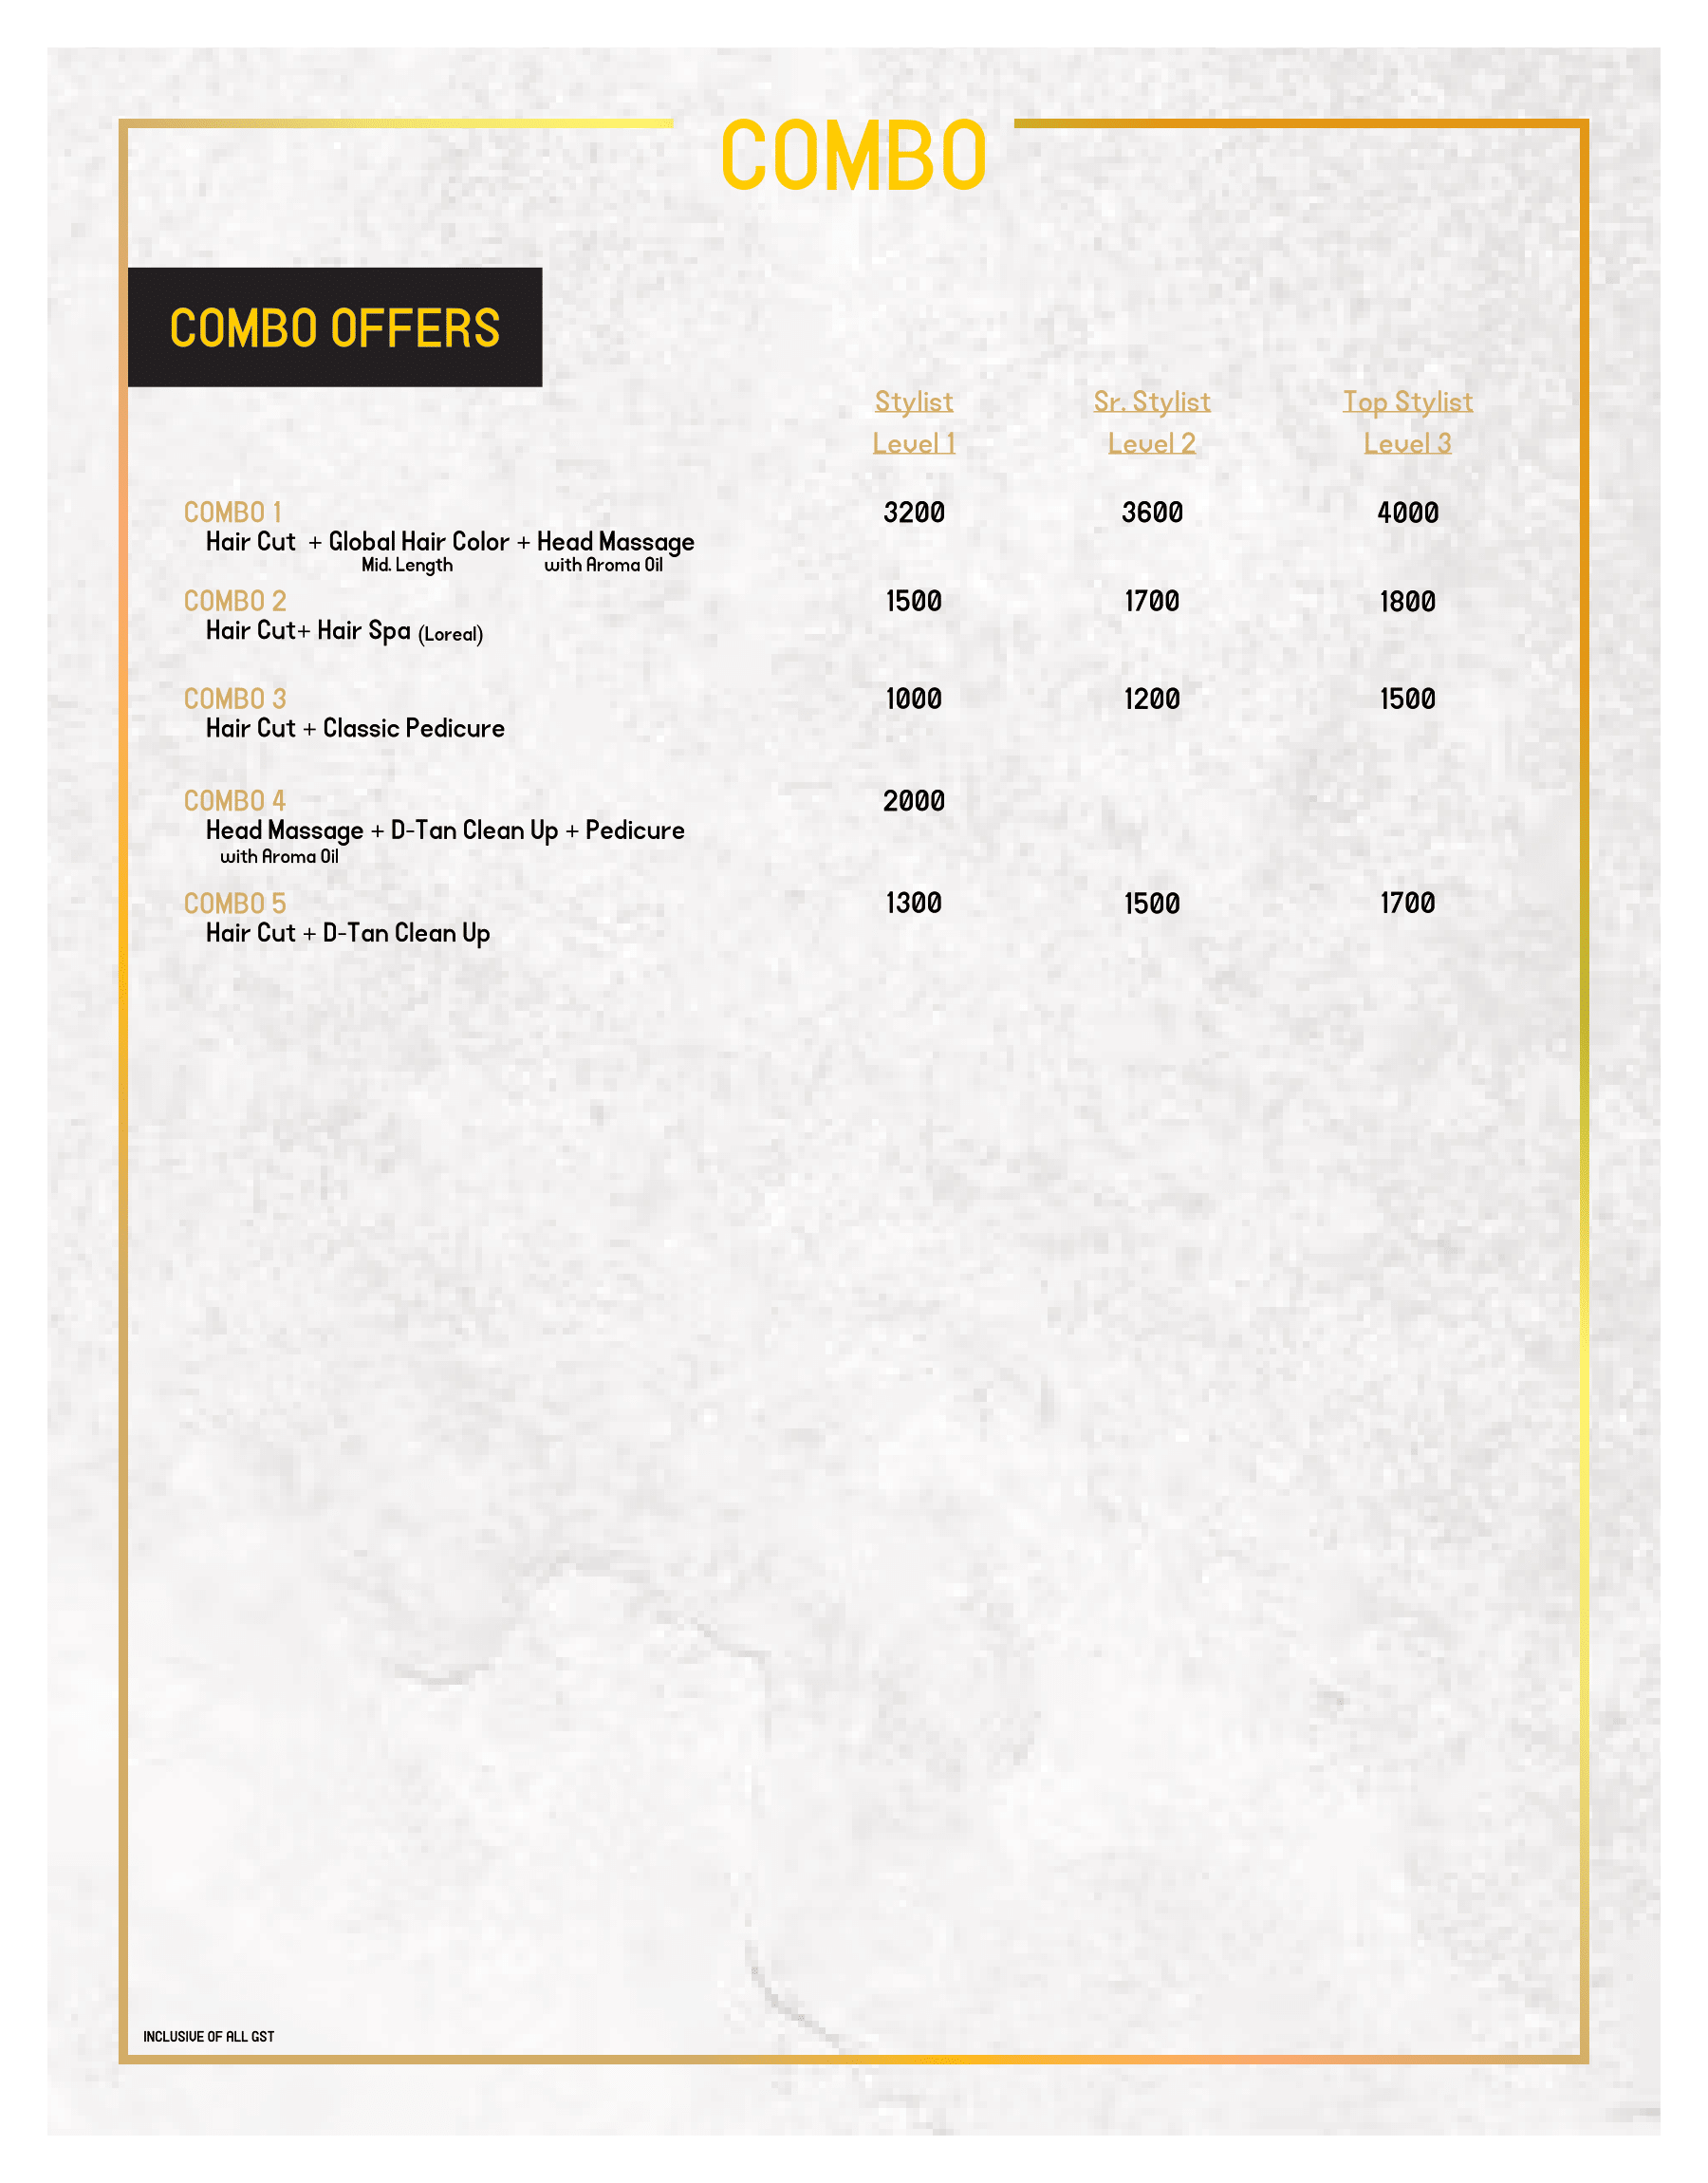 COMBO
COMBO OFFERS
Stylist Sr. Stylist Top Stylist
Level 1 Level 2 Level 3
COMBO 1 3200 3600 4000
Hair Cut + Global Hair Color + Head Massage
Mid. Length with Aroma Oil
COMBO 2 1500 1700 1800
Hair Cut+ Hair Spa (Loreal)
COMBO 3 1000 1200 1500
Hair Cut + Classic Pedicure
COMBO 4 2000
Head Massage + D-Tan Clean Up + Pedicure
with Aroma Oil
COMBO 5 1300 1500 1700
Hair Cut + D-Tan Clean Up
INCLUSIVE OF ALL GST